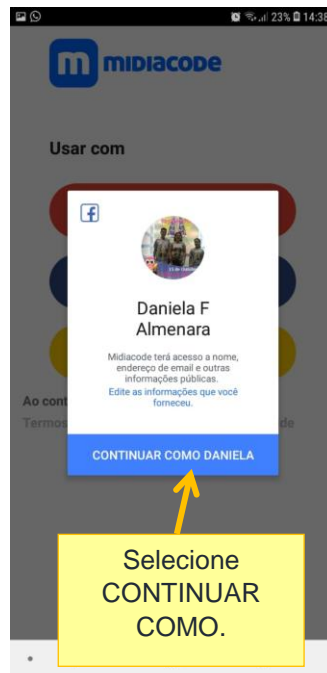 23% 14:38
m mIDIACODe
Usar com
f
Daniela F
Almenara
Midiacode terá acesso a nome,
endereço de email e outras
informações públicas.
Edite as informações que você
forneceu.
Ao cont
Termos de
CONTINUAR COMO DANIELA
Selecione
CONTINUAR
COMO.